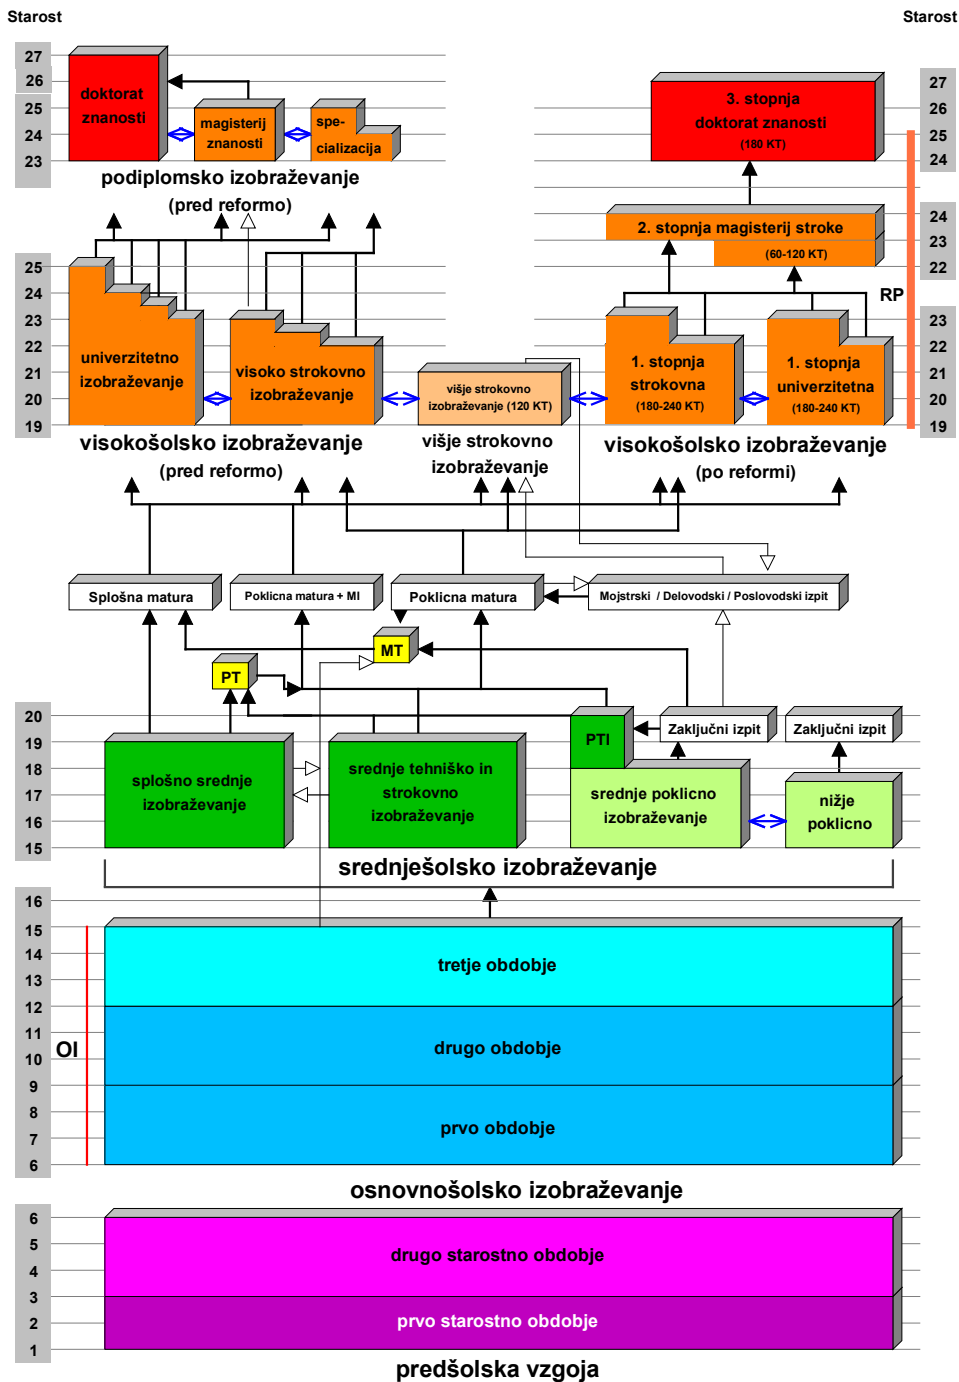 Starost
Starost
27
26
25
24
23
doktorat
znanosti
magisterij
znanosti
spe-
cializacija
podiplomsko izobraževanje
(pred reformo)
3. stopnja
doktorat znanosti
(180 KT)
27
26
25
24
2. stopnja magisterij stroke
(60-120 KT)
24
23
22
RP
25
24
23
22
21
20
19
univerzitetno
izobraževanje
visoko strokovno
izobraževanje
višje strokovno
izobraževanje (120 KT)
1. stopnja
strokovna
(180-240 KT)
1. stopnja
univerzitetna
(180-240 KT)
23
22
21
20
19
visokošolsko izobraževanje
(pred reformo)
višje strokovno
izobraževanje
visokošolsko izobraževanje
(po reformi)
Splošna matura
Poklicna matura + MI
Poklicna matura
Mojstrski / Delovodski / Poslovodski izpit
MT
PT
20
19
18
17
16
15
splošno srednje
izobraževanje
srednje tehniško in
strokovno
izobraževanje
PTI
Zaključni izpit
Zaključni izpit
srednje poklicno
izobraževanje
nižje
poklicno
srednješolsko izobraževanje
16
15
14
13
12
11
10
9
8
7
6
OI
tretje obdobje
drugo obdobje
prvo obdobje
osnovnošolsko izobraževanje
6
5
4
3
2
1
drugo starostno obdobje
prvo starostno obdobje
predšolska vzgoja